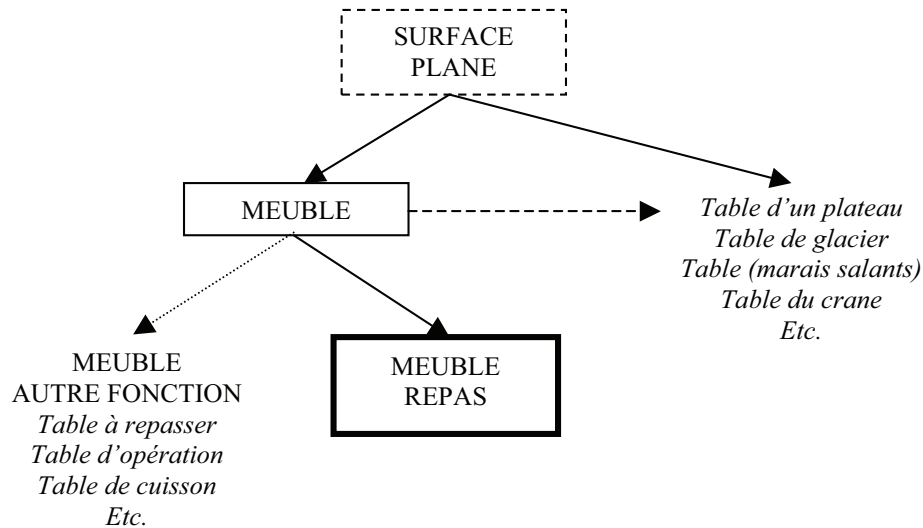 SURFACE
PLANE
MEUBLE
Table d’un plateau
Table de glacier
Table (marais salants)
Table du crane
Etc.
MEUBLE
AUTRE FONCTION
Table à repasser
Table d’opération
Table de cuisson
Etc.
MEUBLE
REPAS